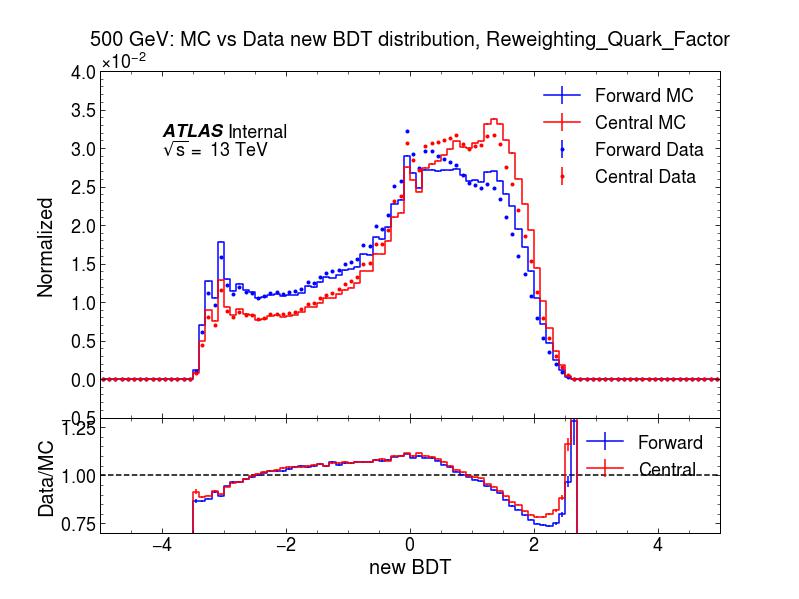 500 GeV: MC vs Data new BDT distribution, Reweighting_Quark_Factor
×10⁻²
4.0
3.5
3.0
2.5
2.0
1.5
1.0
0.5
0.0
−0.5
Normalized
ATLAS Internal
√s = 13 TeV
Forward MC
Central MC
Forward Data
Central Data
1.25
1.00
0.75
Data/MC
Forward
Central
−4 −2 0 2 4
new BDT